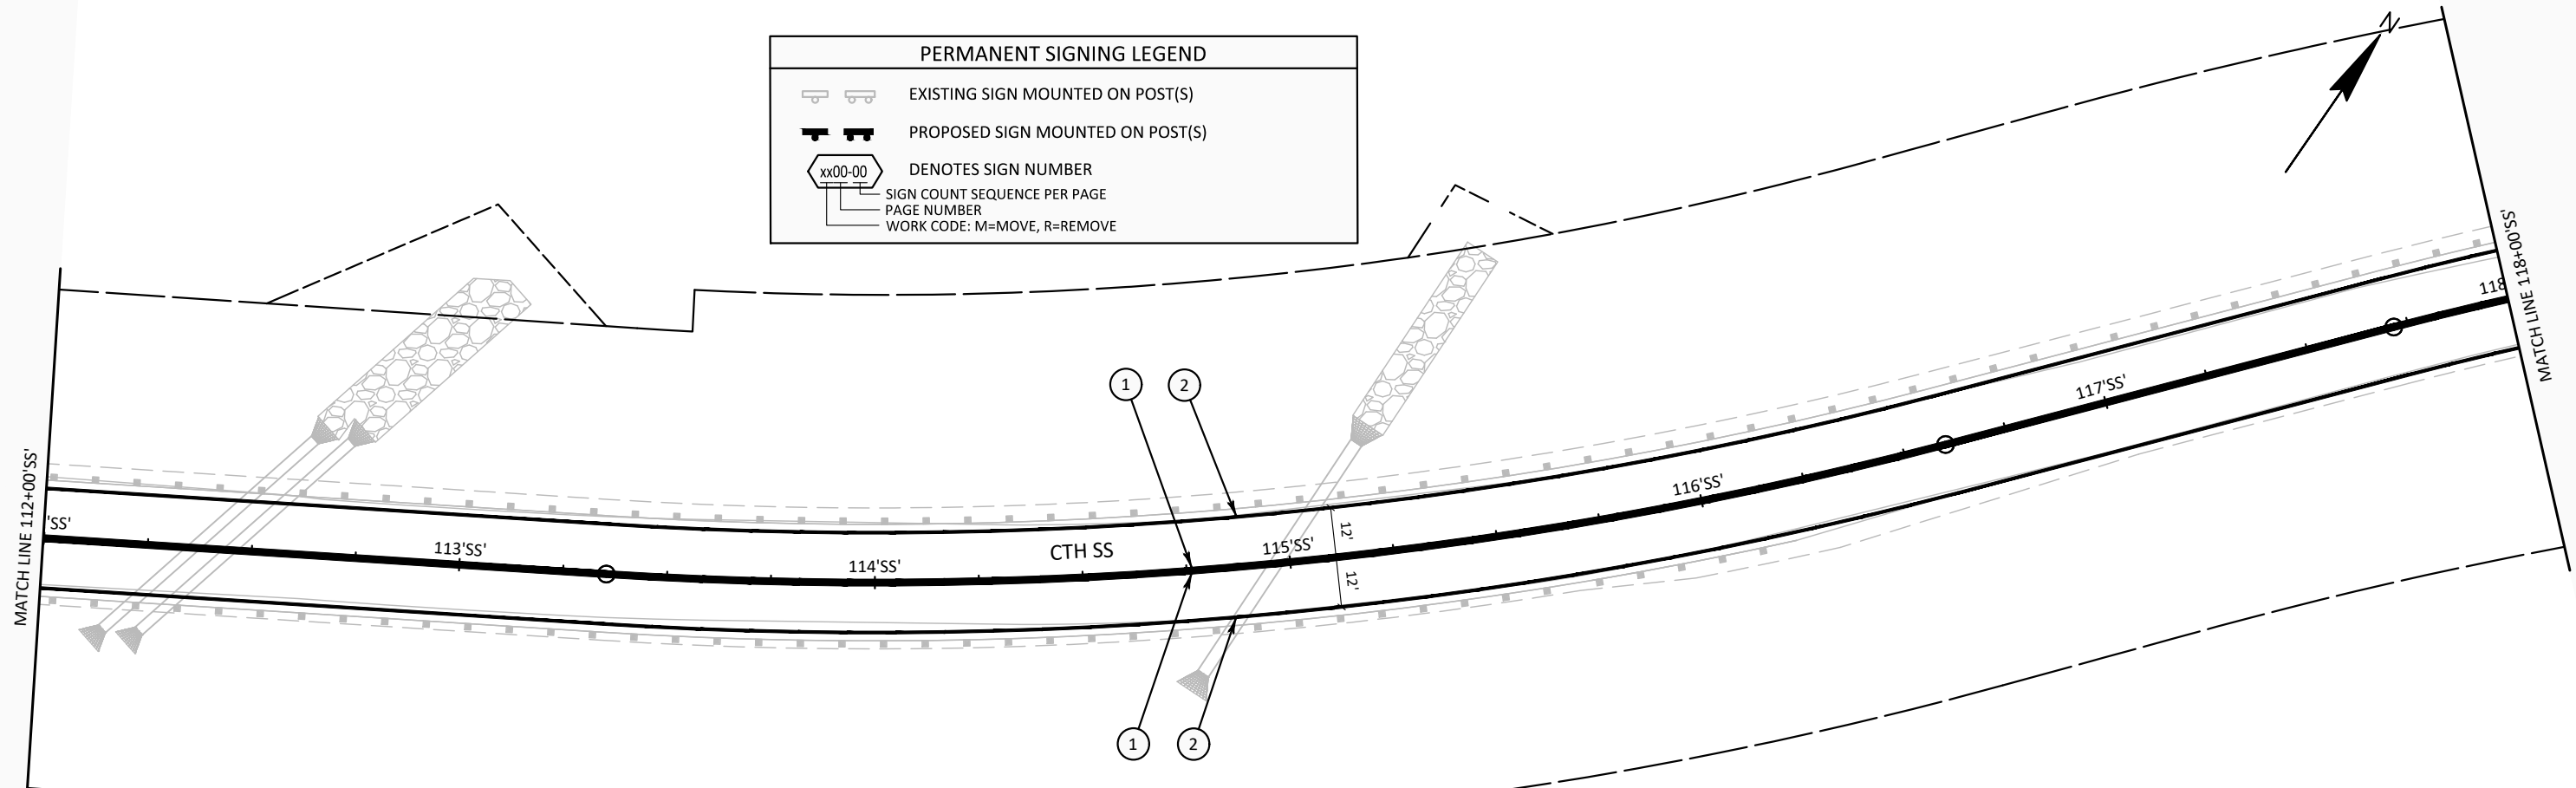 PERMANENT SIGNING LEGEND
EXISTING SIGN MOUNTED ON POST(S)
PROPOSED SIGN MOUNTED ON POST(S)
xx00-00
DENOTES SIGN NUMBER
SIGN COUNT SEQUENCE PER PAGE
PAGE NUMBER
WORK CODE: M=MOVE, R=REMOVE
N
MATCH LINE 118+00'SS'
118
117'SS'
1
2
116'SS'
MATCH LINE 112+00'SS'
'SS'
113'SS'
114'SS'
CTH SS
115'SS'
12'
12'
1
2